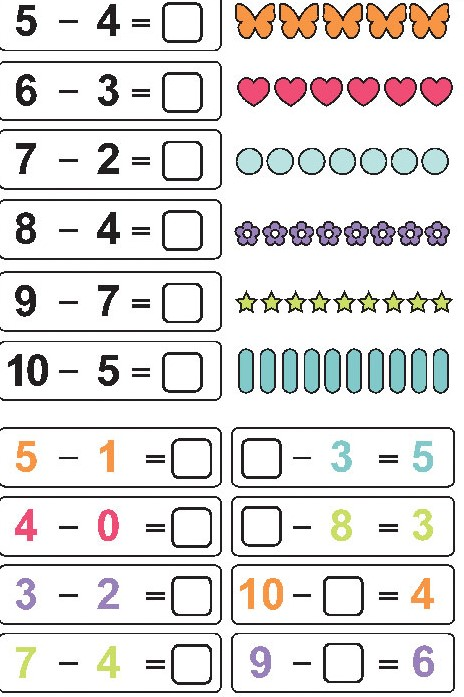 5 - 4 = □
6 - 3 = □
7 - 2 = □
8 - 4 = □
9 - 7 = □
10 - 5 = □
5 - 1 = □
□ - 3 = 5
4 - 0 = □
□ - 8 = 3
3 - 2 = □
10 - □ = 4
7 - 4 = □
9 - □ = 6